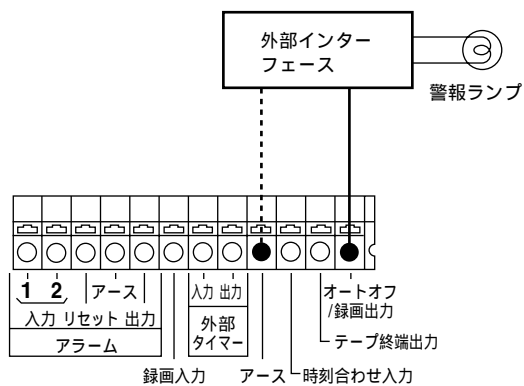 外部インター
フェース
警報ランプ
1 2 アース 入力 出力 オートオフ
/録画出力
入力 リセット 出力 外部
タイマー
アラーム テープ終端出力
録画入力 アース 時刻合わせ入力